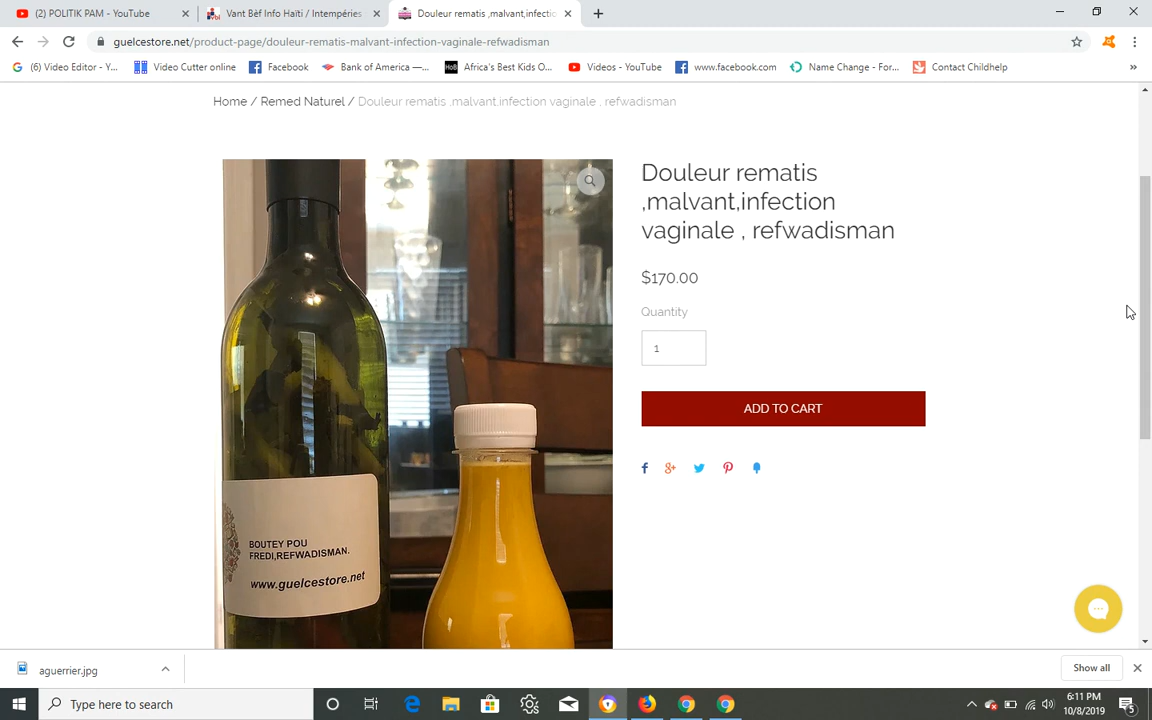 (2) POLITIK PAM - YouTube
Vant Bèf Info Haïti / Intempéries
Douleur rematis ,malvant,infectio
guelcestore.net/product-page/douleur-rematis-malvant-infection-vaginale-refwadisman
(6) Video Editor - Y...
Video Cutter online
Facebook
Bank of America —...
Africa's Best Kids O...
Videos - YouTube
www.facebook.com
Name Change - For...
Contact Childhelp
Home / Remed Naturel / Douleur rematis ,malvant,infection vaginale , refwadisman
Douleur rematis
,malvant,infection
vaginale , refwadisman
$170.00
Quantity
1
ADD TO CART
BOUTEY POU
FREDI,REFWADISMAN.
www.guelcestore.net
aguerrier.jpg
Show all
Type here to search
6:11 PM
10/8/2019
5